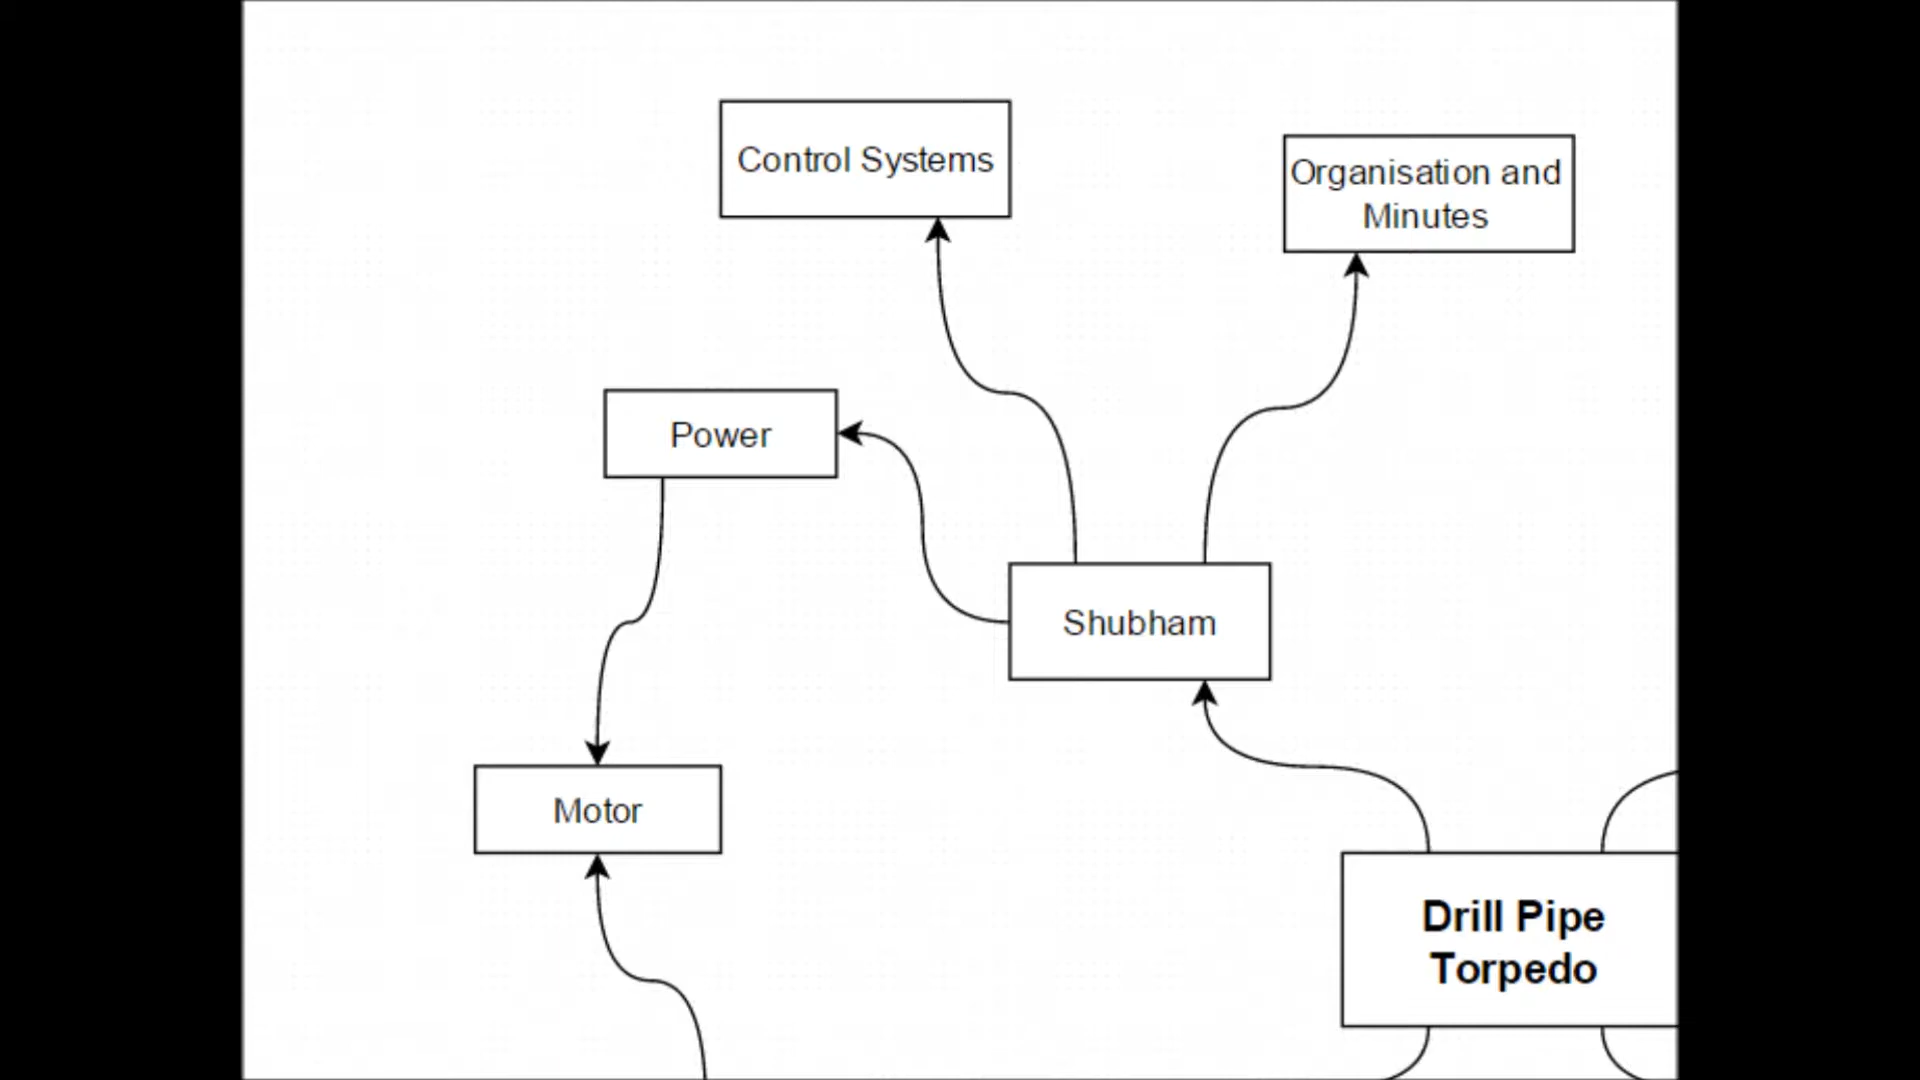 Control Systems
Organisation and
Minutes
Power
Shubham
Motor
Drill Pipe
Torpedo